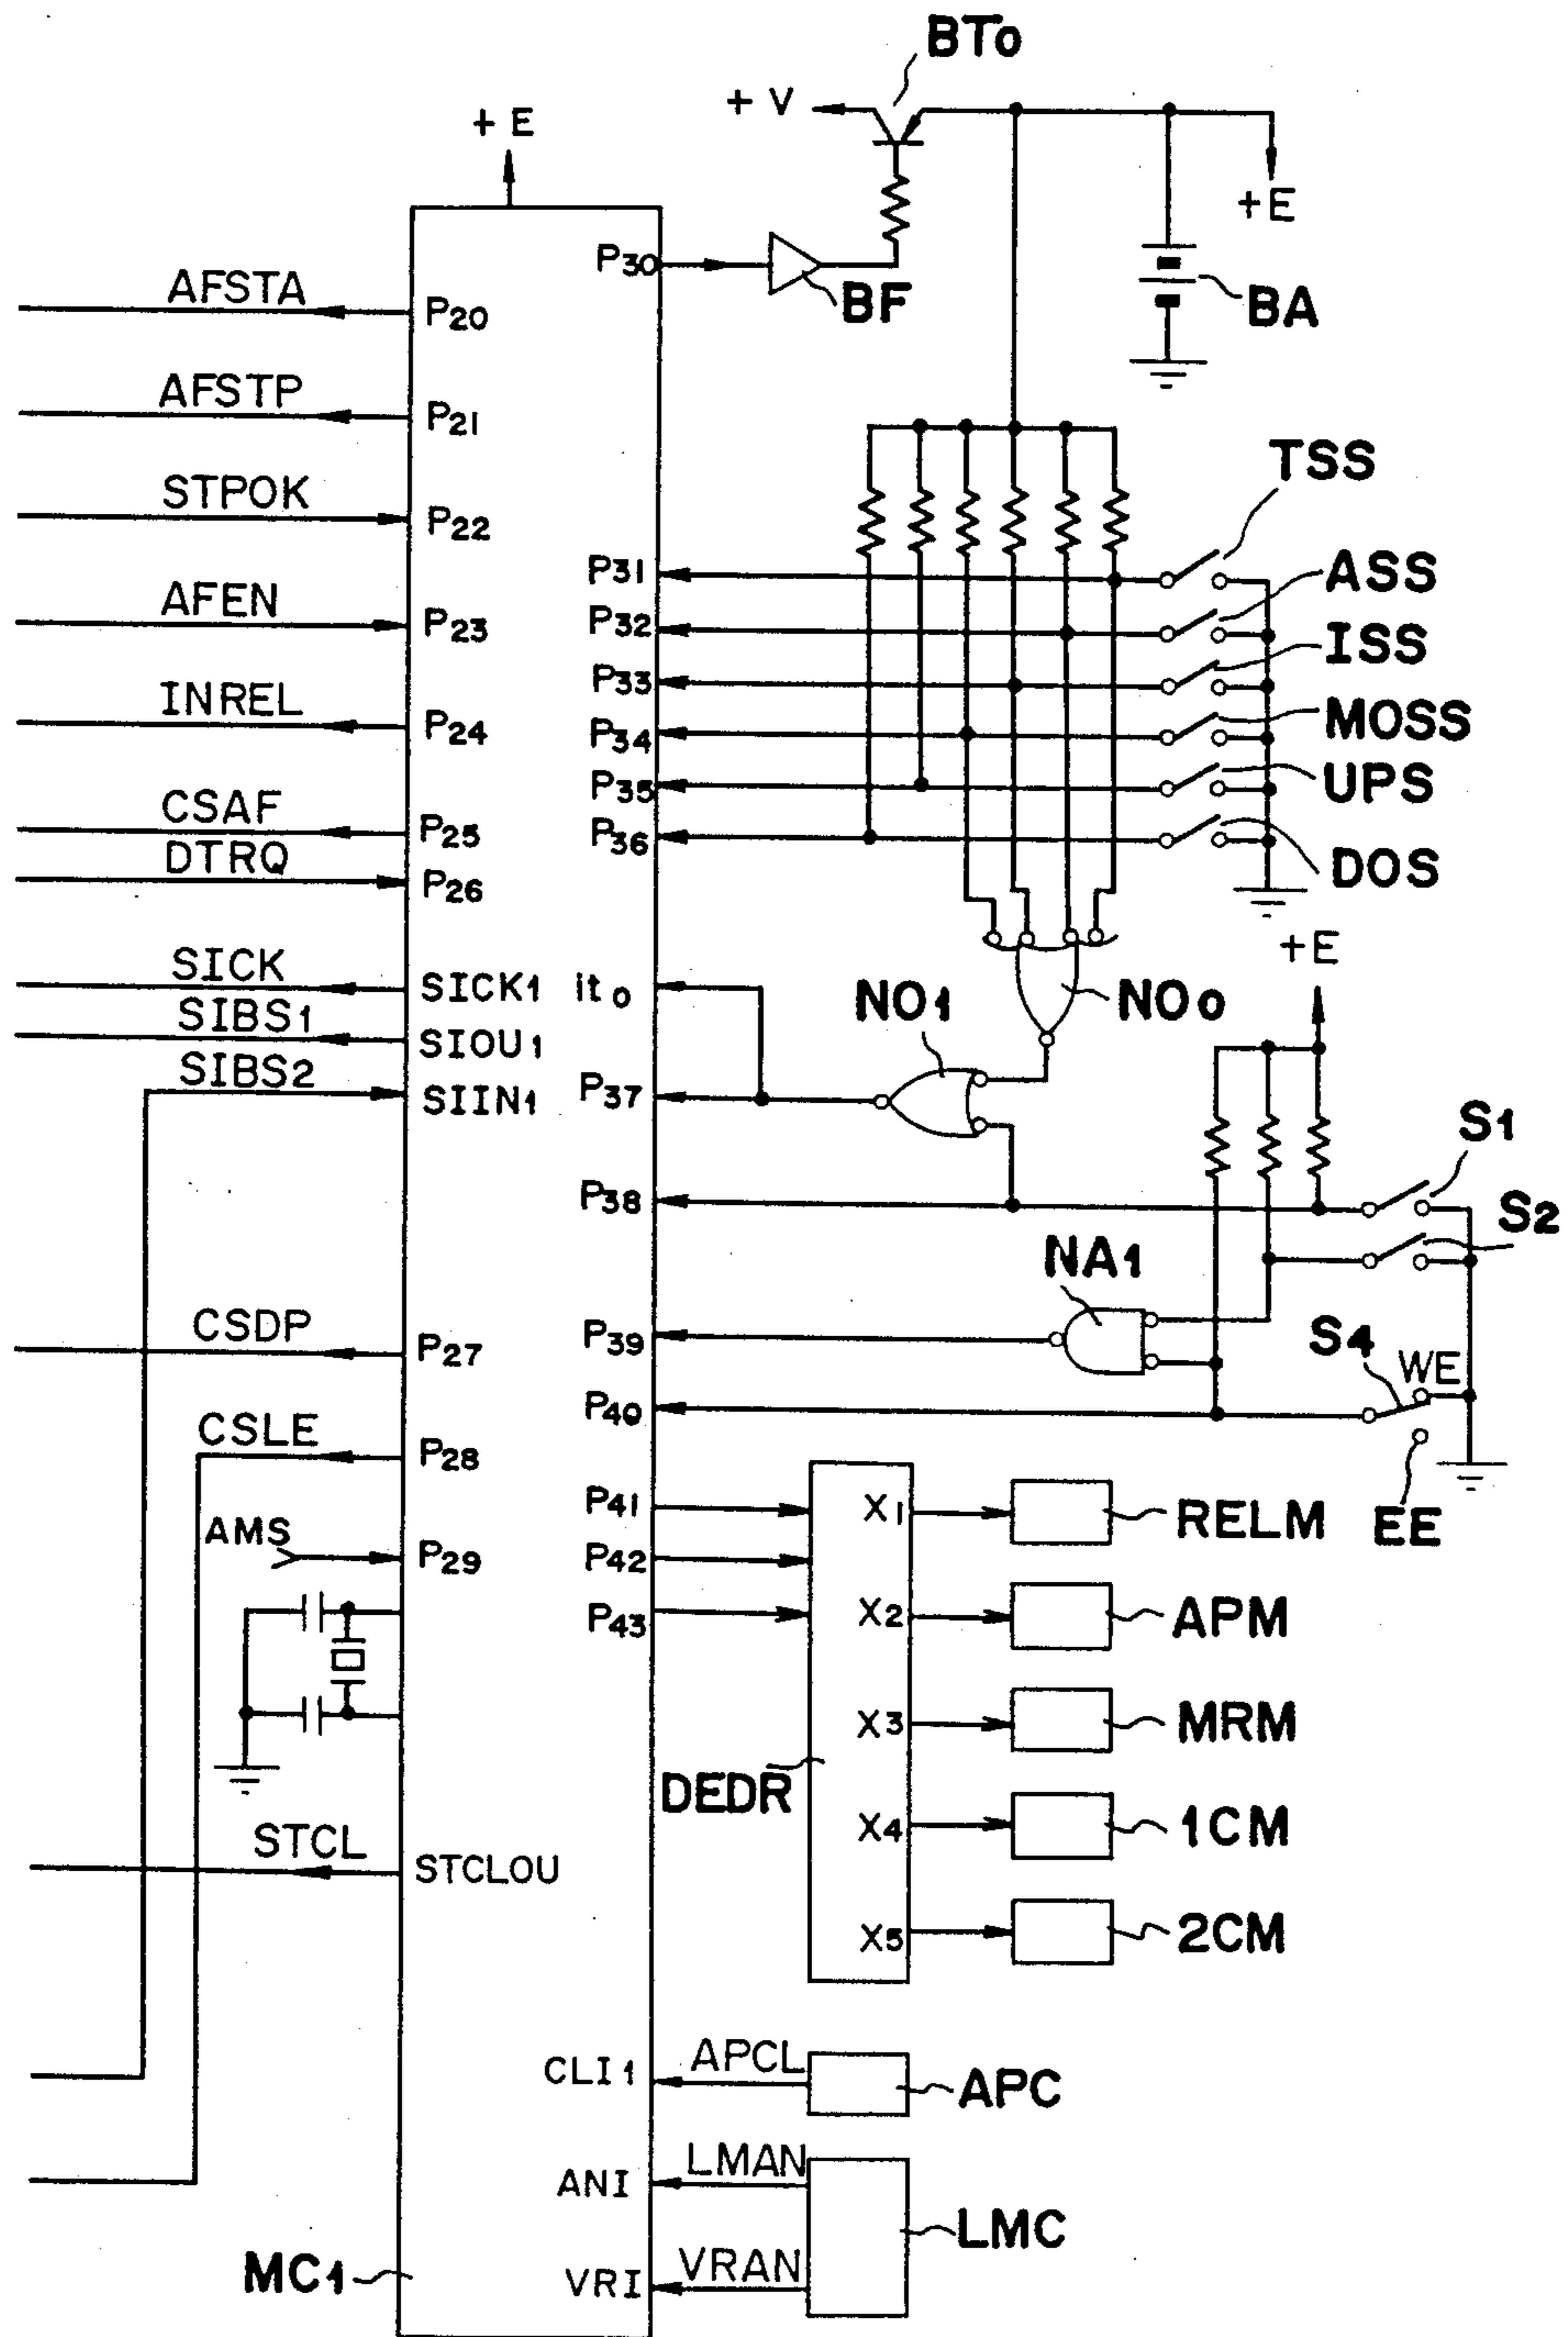 BTo
+ V
+ E
+E
P30
BF
BA
AFSTA
P20
AFSTP
P21
STPOK
P22
AFEN
P23
INREL
P24
CSAF
P25
DTRQ
P26
TSS
P31
ASS
P32
ISS
P33
MOSS
P34
UPS
P35
P36
DOS
+E
SICK
SICK1
ito
NO1
NOo
SIBS1
SIOU1
SIBS2
SIIN1
P37
S1
P38
S2
NA1
CSDP
P27
P39
S4
WE
CSLE
P28
P40
EE
P41
X1
RELM
AMS
P29
P42
X2
APM
P43
X3
MRM
DEDR
X4
1CM
STCL
STCLOU
X5
2CM
CLI1
APCL
APC
ANI
LMAN
LMC
MC1
VRI
VRAN